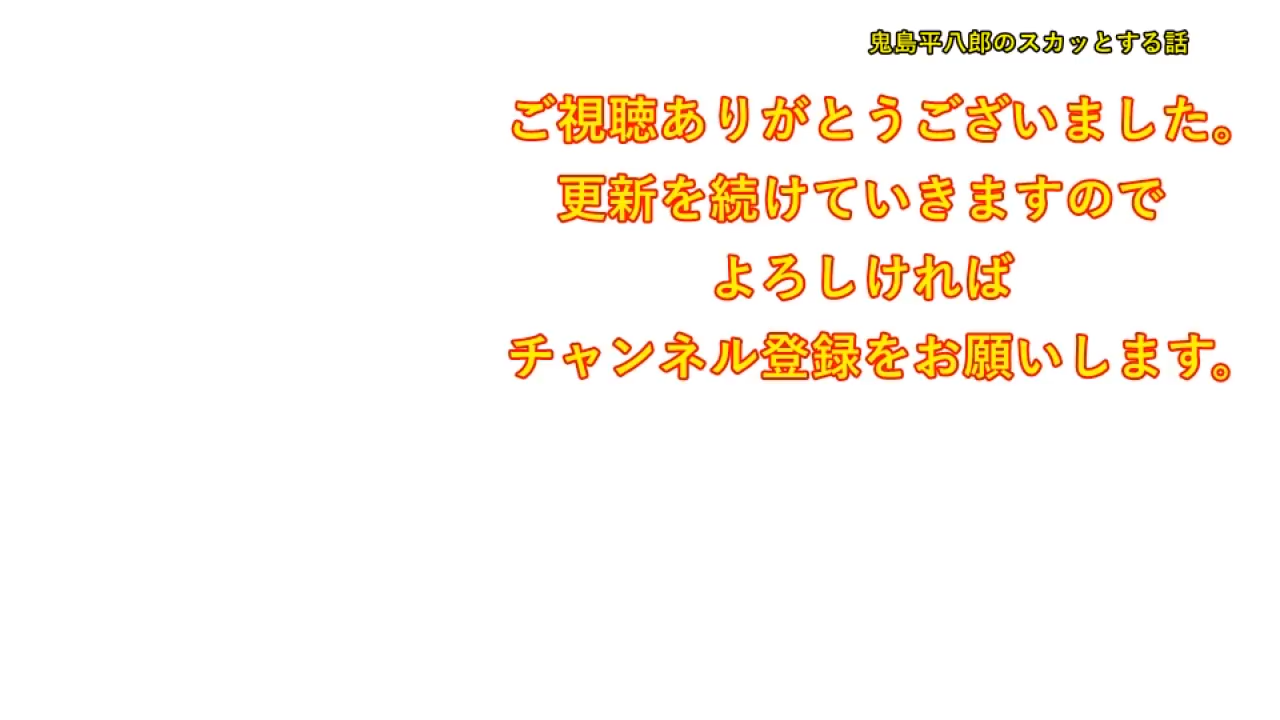 鬼島平八郎のスカッとする話
ご視聴ありがとうございました。
更新を続けていきますので
よろしければ
チャンネル登録をお願いします。